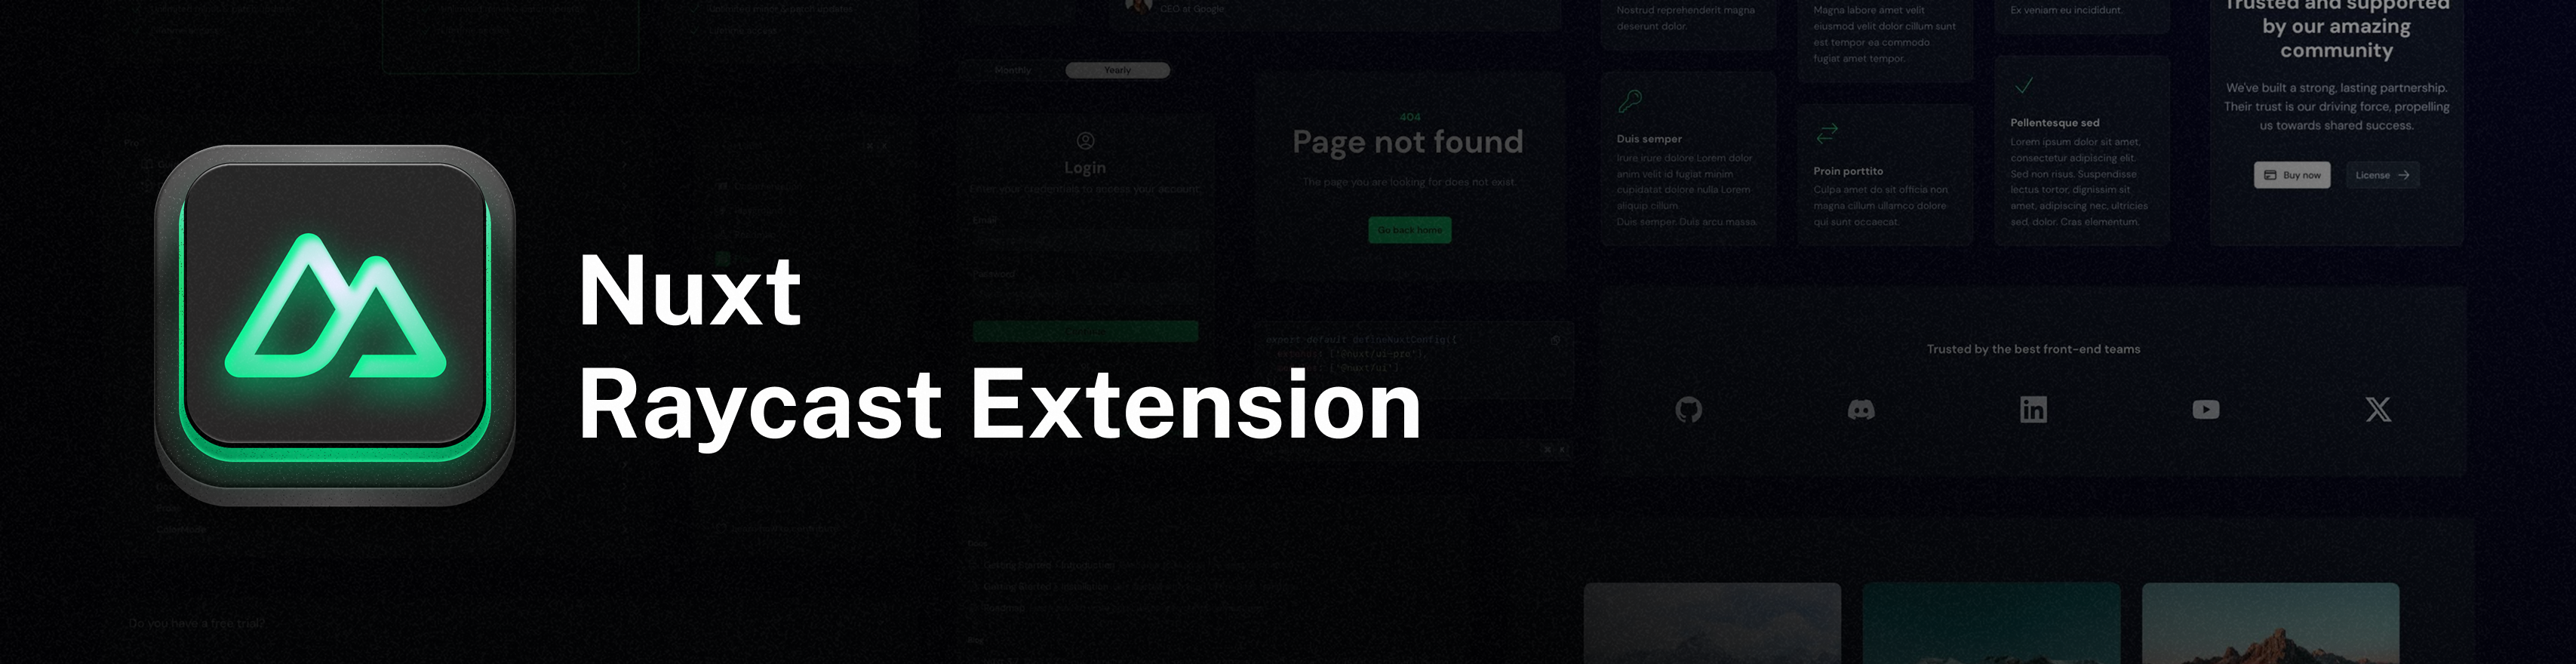 Nuxt
Raycast Extension
CEO at Google
Monthly
Yearly
Login
Enter your credentials to access your account
Email
Password
Continue
404
Page not found
The page you are looking for does not exist.
Go back home
export default defineNuxtConfig({
extends: ['@nuxt/ui-pro'],
Nostrud reprehenderit magna
deserunt dolor.
Duis semper
Irure irure dolore Lorem dolor
anim velit id fugiat minim
cupidatat dolore nulla Lorem
aliquip cillum.
Duis semper. Duis arcu massa.
Magna labore amet velit
eiusmod velit dolor cillum sunt
est tempor ea commodo
fugiat amet tempor.
Proin porttito
Culpa amet do sit officia non
magna cillum ullamco dolore
qui sunt occaecat.
Ex veniam eu incididunt.
Pellentesque sed
Lorem ipsum dolor sit amet,
consectetur adipiscing elit.
Sed non risus. Suspendisse
lectus tortor, dignissim sit
amet, adipiscing nec, ultricies
sed, dolor. Cras elementum.
Trusted and supported
by our amazing
community
We've built a strong, lasting partnership.
Their trust is our driving force, propelling
us towards shared success.
Buy now
License
Trusted by the best front-end teams
Do you have a free trial?